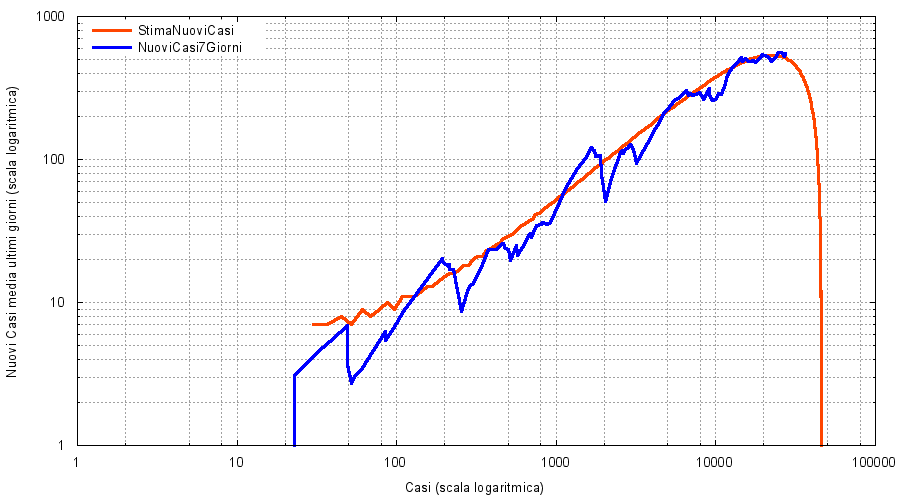 1000
StimaNuoviCasi
NuoviCasi7Giorni
100
10
1
Nuovi Casi media ultimi giorni (scala logaritmica)
1 10 100 1000 10000 100000
Casi (scala logaritmica)